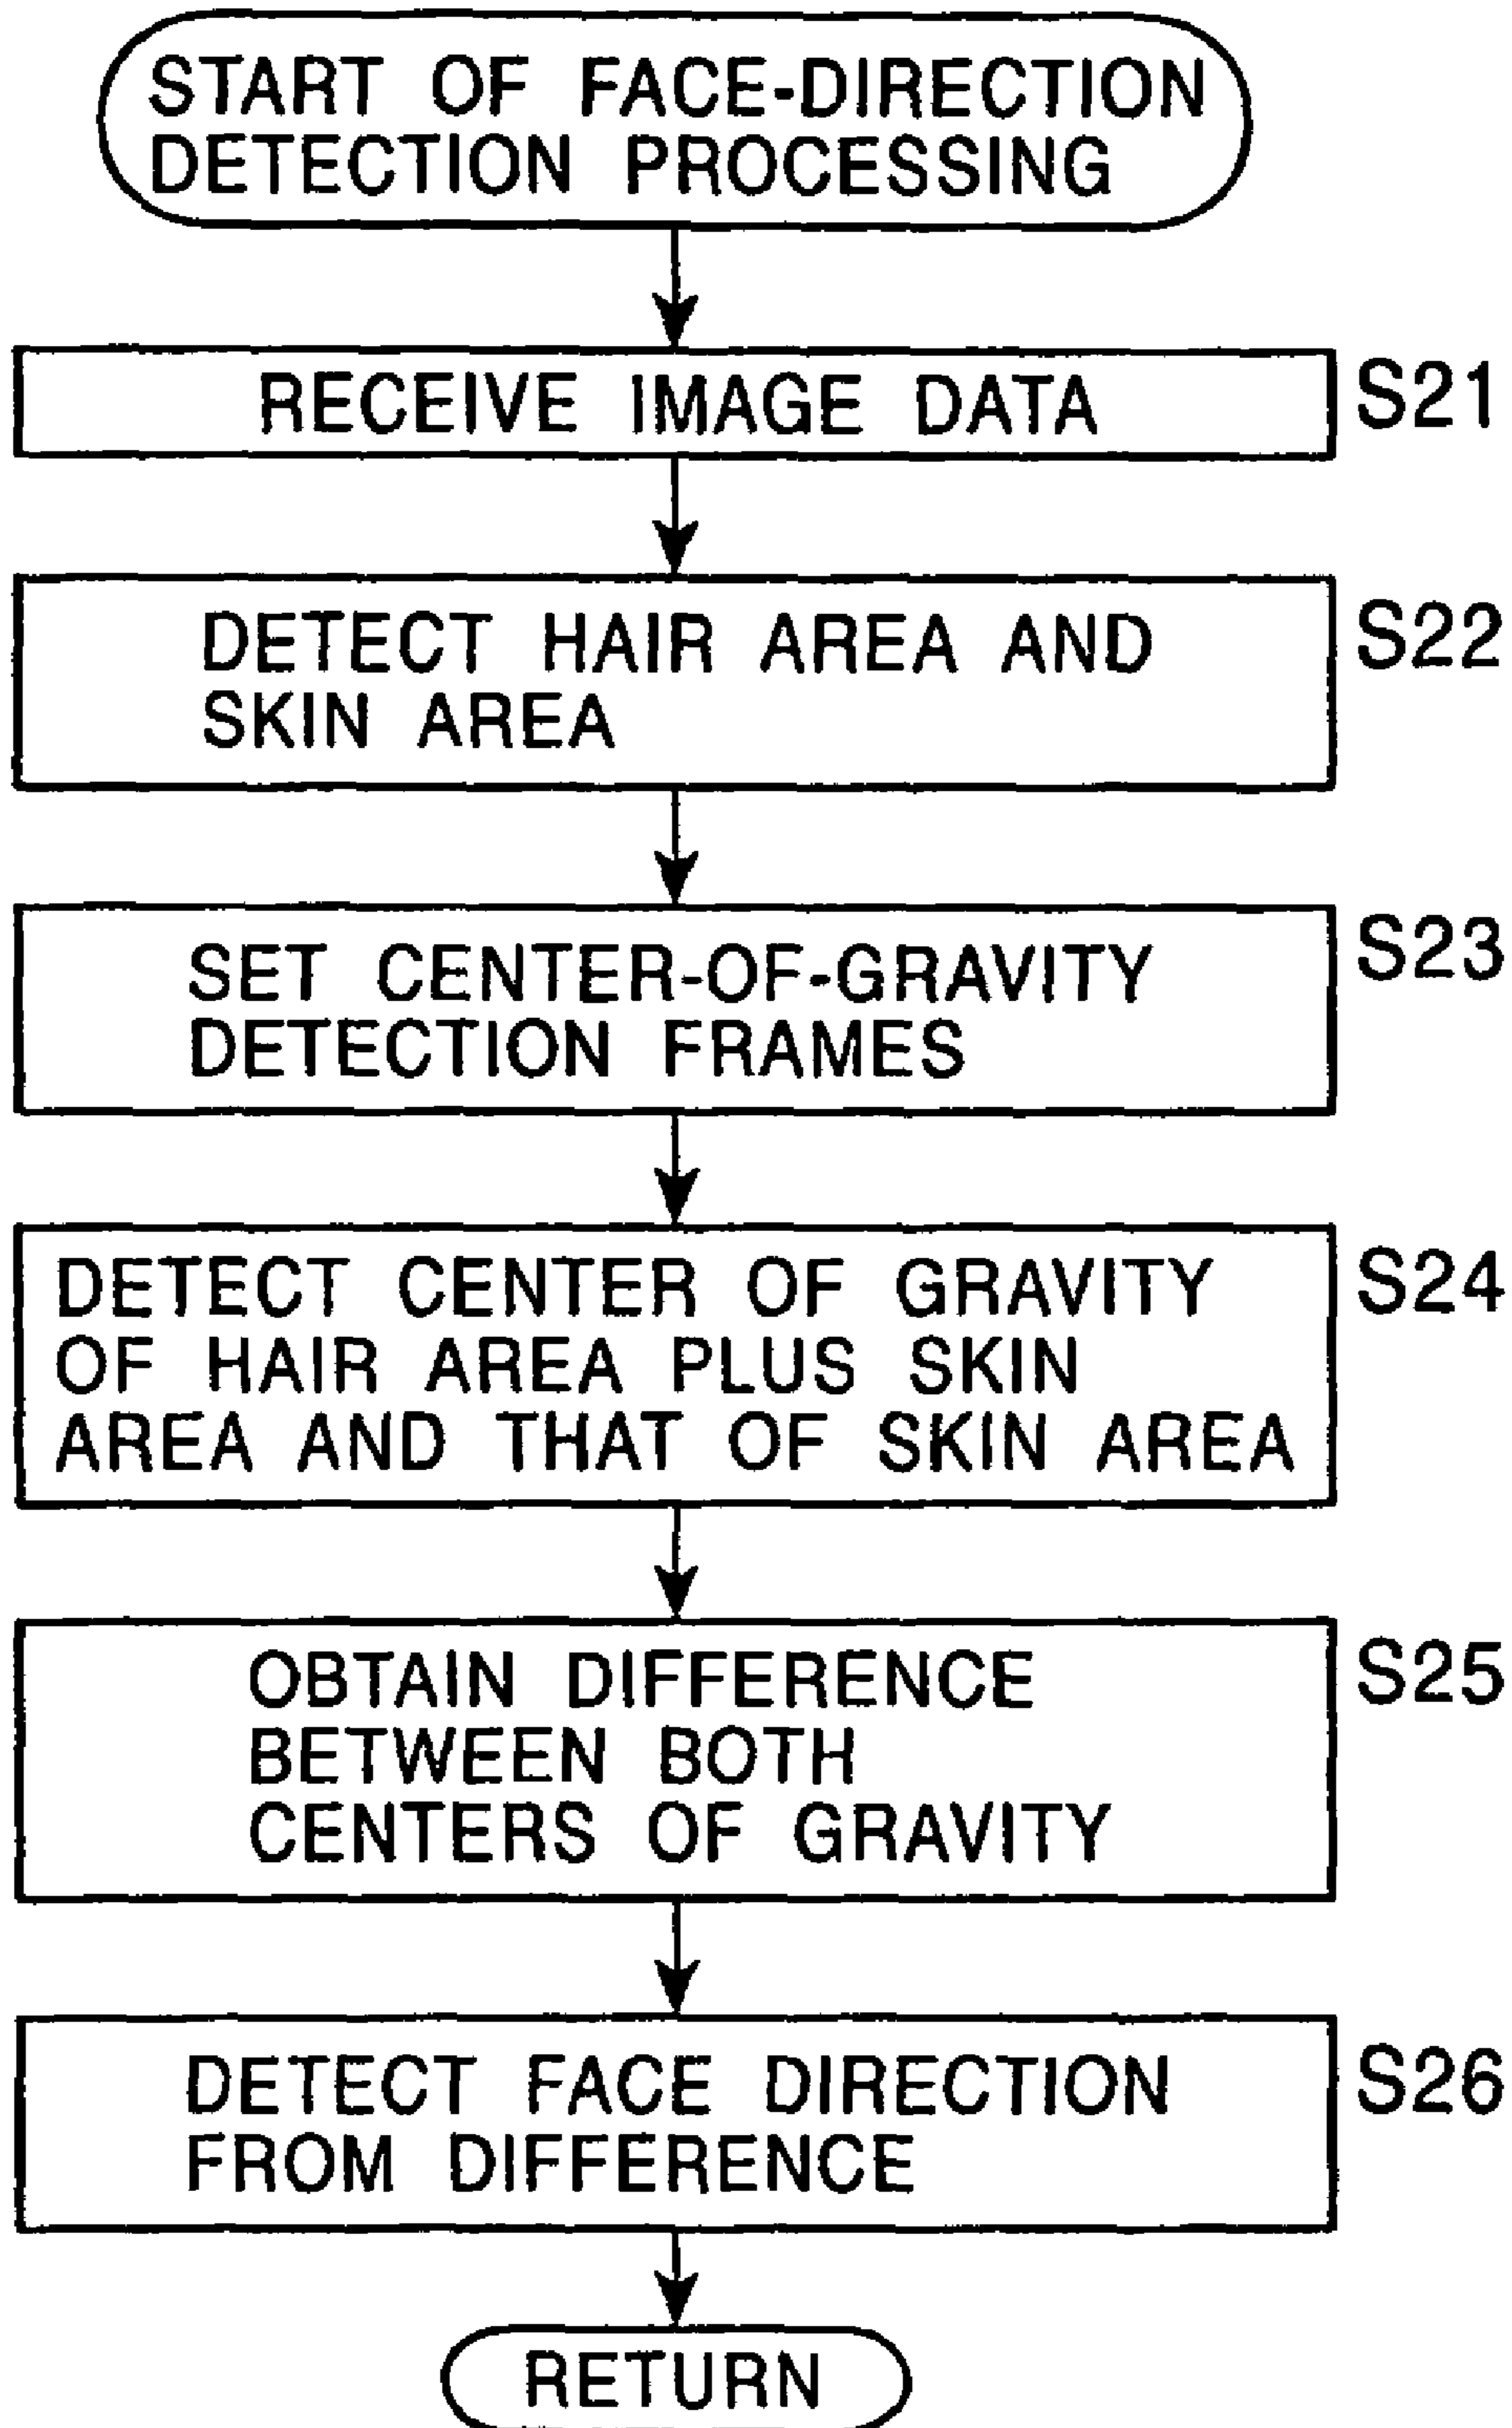 START OF FACE-DIRECTION
DETECTION PROCESSING
RECEIVE IMAGE DATA
S21
DETECT HAIR AREA AND
SKIN AREA
S22
SET CENTER-OF-GRAVITY
DETECTION FRAMES
S23
DETECT CENTER OF GRAVITY
OF HAIR AREA PLUS SKIN
AREA AND THAT OF SKIN AREA
S24
OBTAIN DIFFERENCE
BETWEEN BOTH
CENTERS OF GRAVITY
S25
DETECT FACE DIRECTION
FROM DIFFERENCE
S26
RETURN